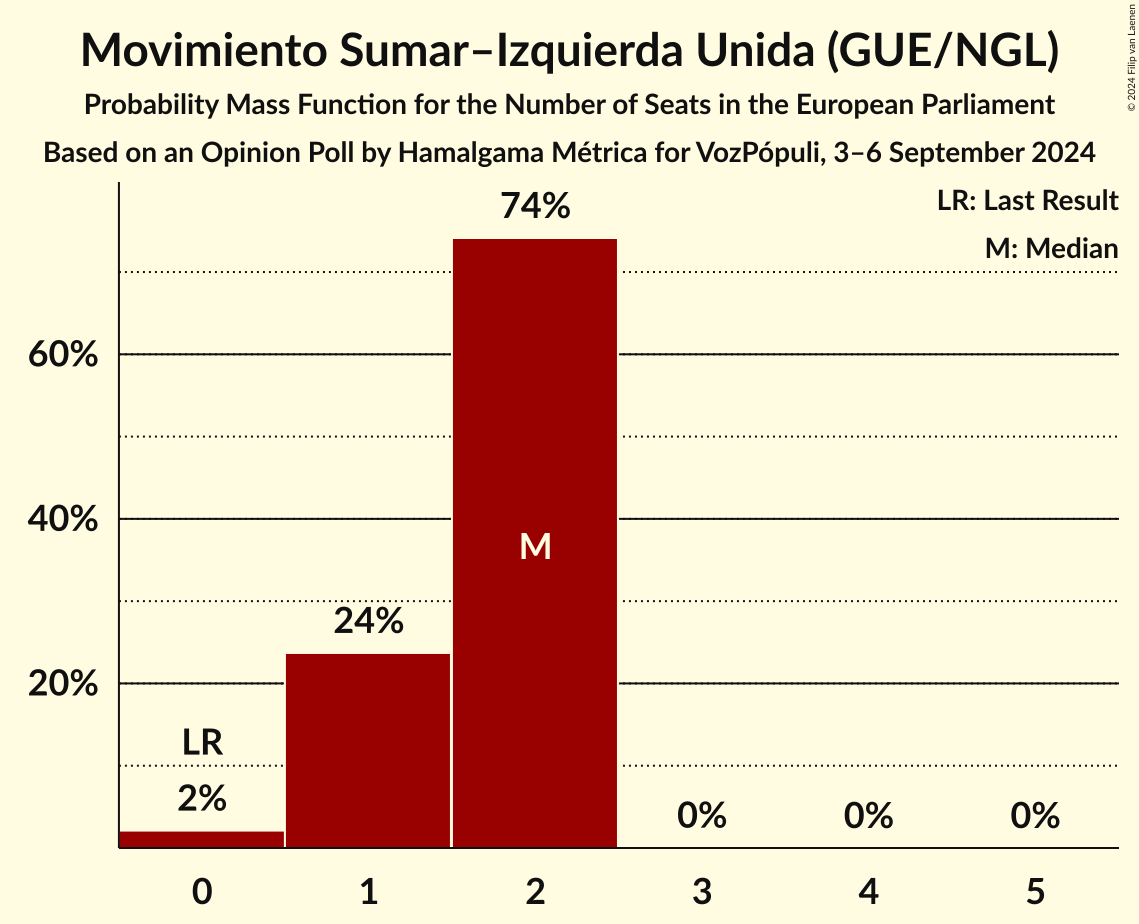 Movimiento Sumar–Izquierda Unida (GUE/NGL)
Probability Mass Function for the Number of Seats in the European Parliament
Based on an Opinion Poll by Hamalgama Métrica for VozPópuli, 3–6 September 2024
© 2024 Filip van Laenen
LR: Last Result
M: Median
74%
60%
40%
M
24%
20%
LR
2%
0%
0%
0%
0
1
2
3
4
5